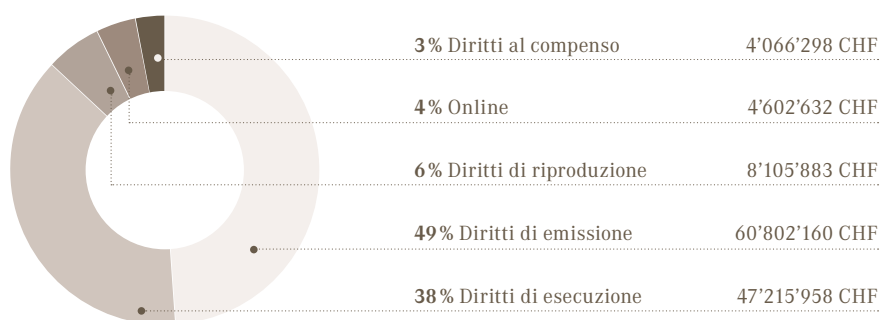 3% Diritti al compenso 4’066’298 CHF
4% Online 4’602’632 CHF
6% Diritti di riproduzione 8’105’883 CHF
49% Diritti di emissione 60’802’160 CHF
38% Diritti di esecuzione 47’215’958 CHF